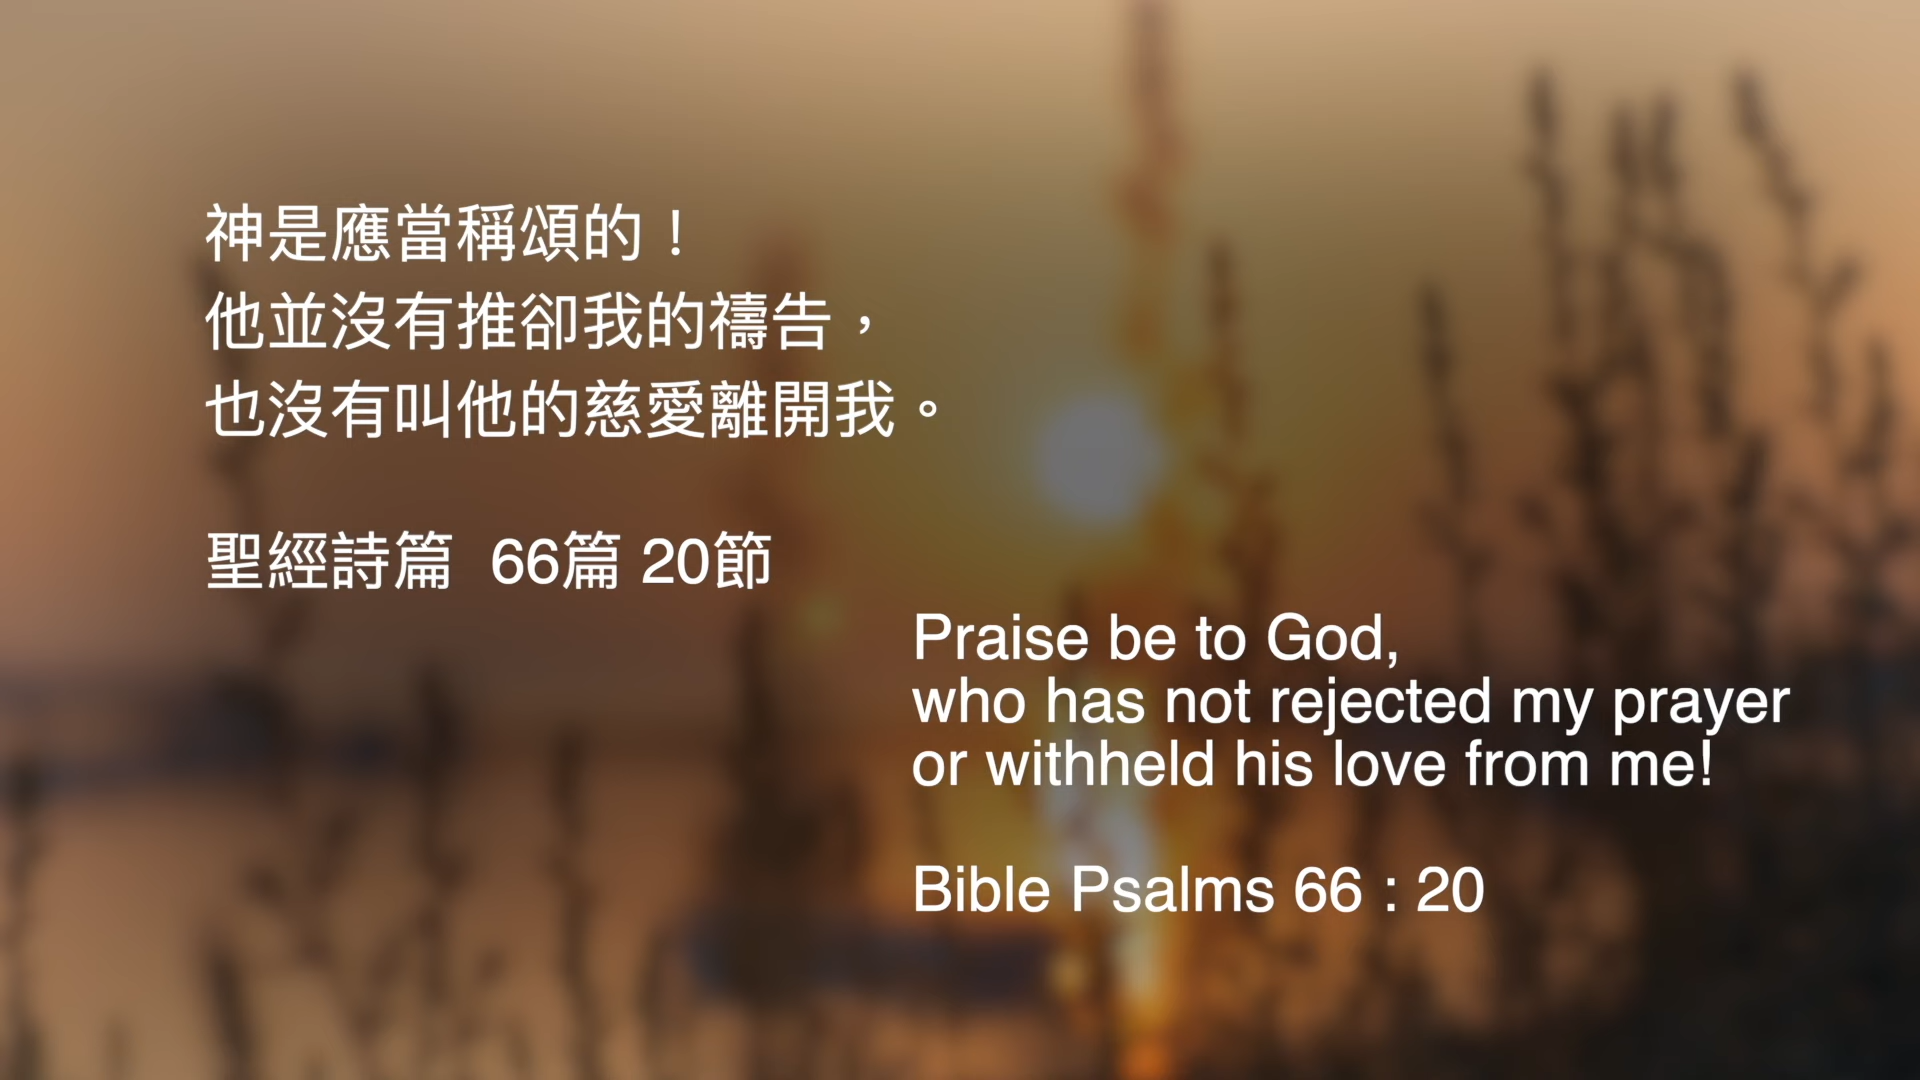 神是應當稱頌的！
他並沒有推卻我的禱告，
也沒有叫他的慈愛離開我。
聖經詩篇 66篇 20節
Praise be to God,
who has not rejected my prayer
or withheld his love from me!
Bible Psalms 66 : 20